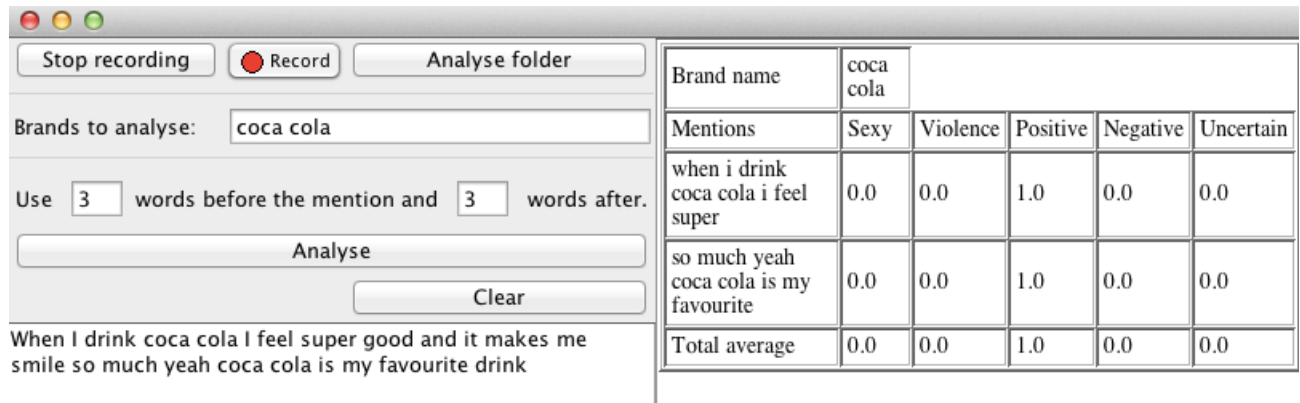 Stop recording Record Analyse folder
Brands to analyse: coca cola
Use 3 words before the mention and 3 words after.
Analyse
Clear
When I drink coca cola I feel super good and it makes me
smile so much yeah coca cola is my favourite drink
Brand name coca
cola
Mentions Sexy Violence Positive Negative Uncertain
when i drink
coca cola i feel 0.0 0.0 1.0 0.0 0.0
super
so much yeah
coca cola is my 0.0 0.0 1.0 0.0 0.0
favourite
Total average 0.0 0.0 1.0 0.0 0.0